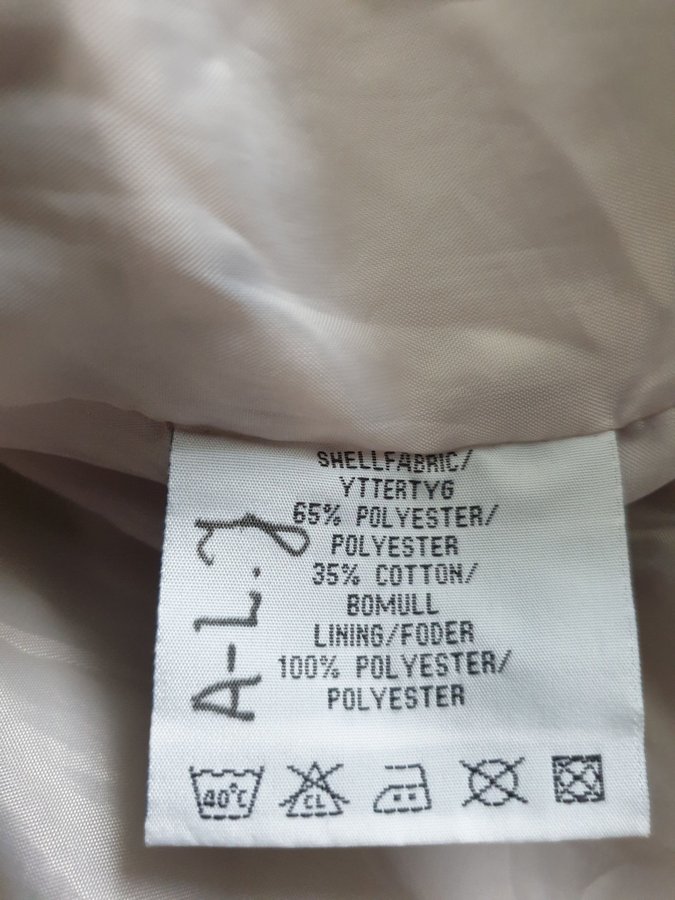 SHELLFABRIC/
YTTERTYG
65% POLYESTER/
POLYESTER
35% COTTON/
BOMULL
LINING/FODER
100% POLYESTER/
POLYESTER
A-L.J
40°C
CL